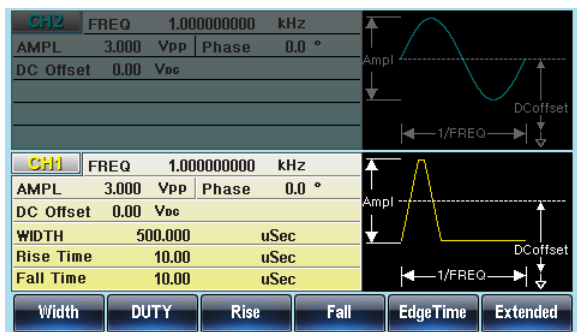 CH2 FREQ 1.000000000 kHz
AMPL 3.000 VPP Phase 0.0 °
DC Offset 0.00 VDC
Ampl
DCoffset
1/FREQ
CH1 FREQ 1.000000000 kHz
AMPL 3.000 VPP Phase 0.0 °
DC Offset 0.00 VDC
WIDTH 500.000 uSec
Rise Time 10.00 uSec
Fall Time 10.00 uSec
Ampl
DCoffset
1/FREQ
Width DUTY Rise Fall EdgeTime Extended